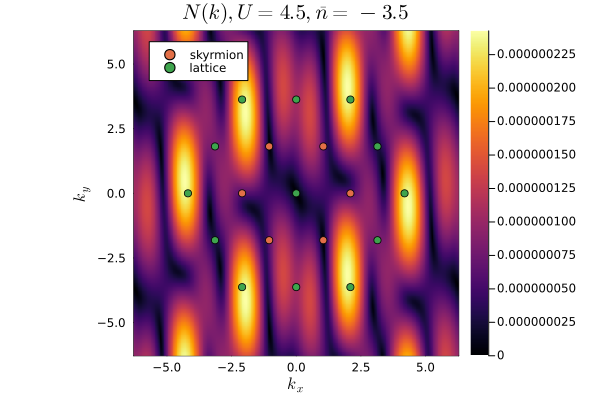 N(k), U = 4.5, n̄ = − 3.5
skyrmion
lattice
5.0
2.5
0.0
−2.5
−5.0
k_y
−5.0 −2.5 0.0 2.5 5.0
k_x
0.000000225
0.000000200
0.000000175
0.000000150
0.000000125
0.000000100
0.000000075
0.000000050
0.000000025
0